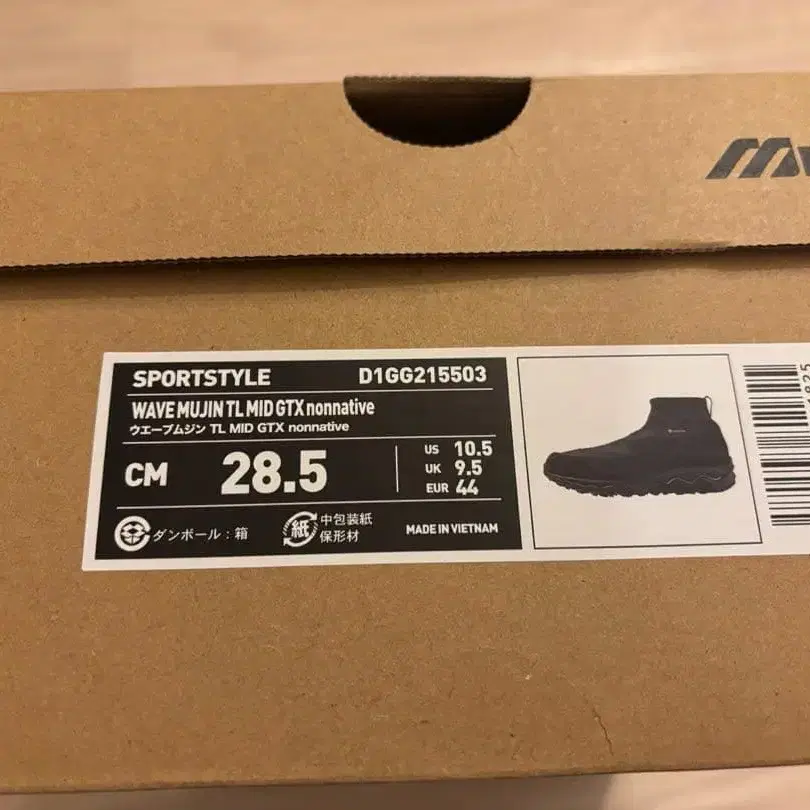 SPORTSTYLE D1GG215503
WAVE MUJIN TL MID GTX nonnative
ウエーブムジン TL MID GTX nonnative
CM 28.5
US 10.5
UK 9.5
EUR 44
ダンボール：箱
紙
中包装紙
保形材
MADE IN VIETNAM